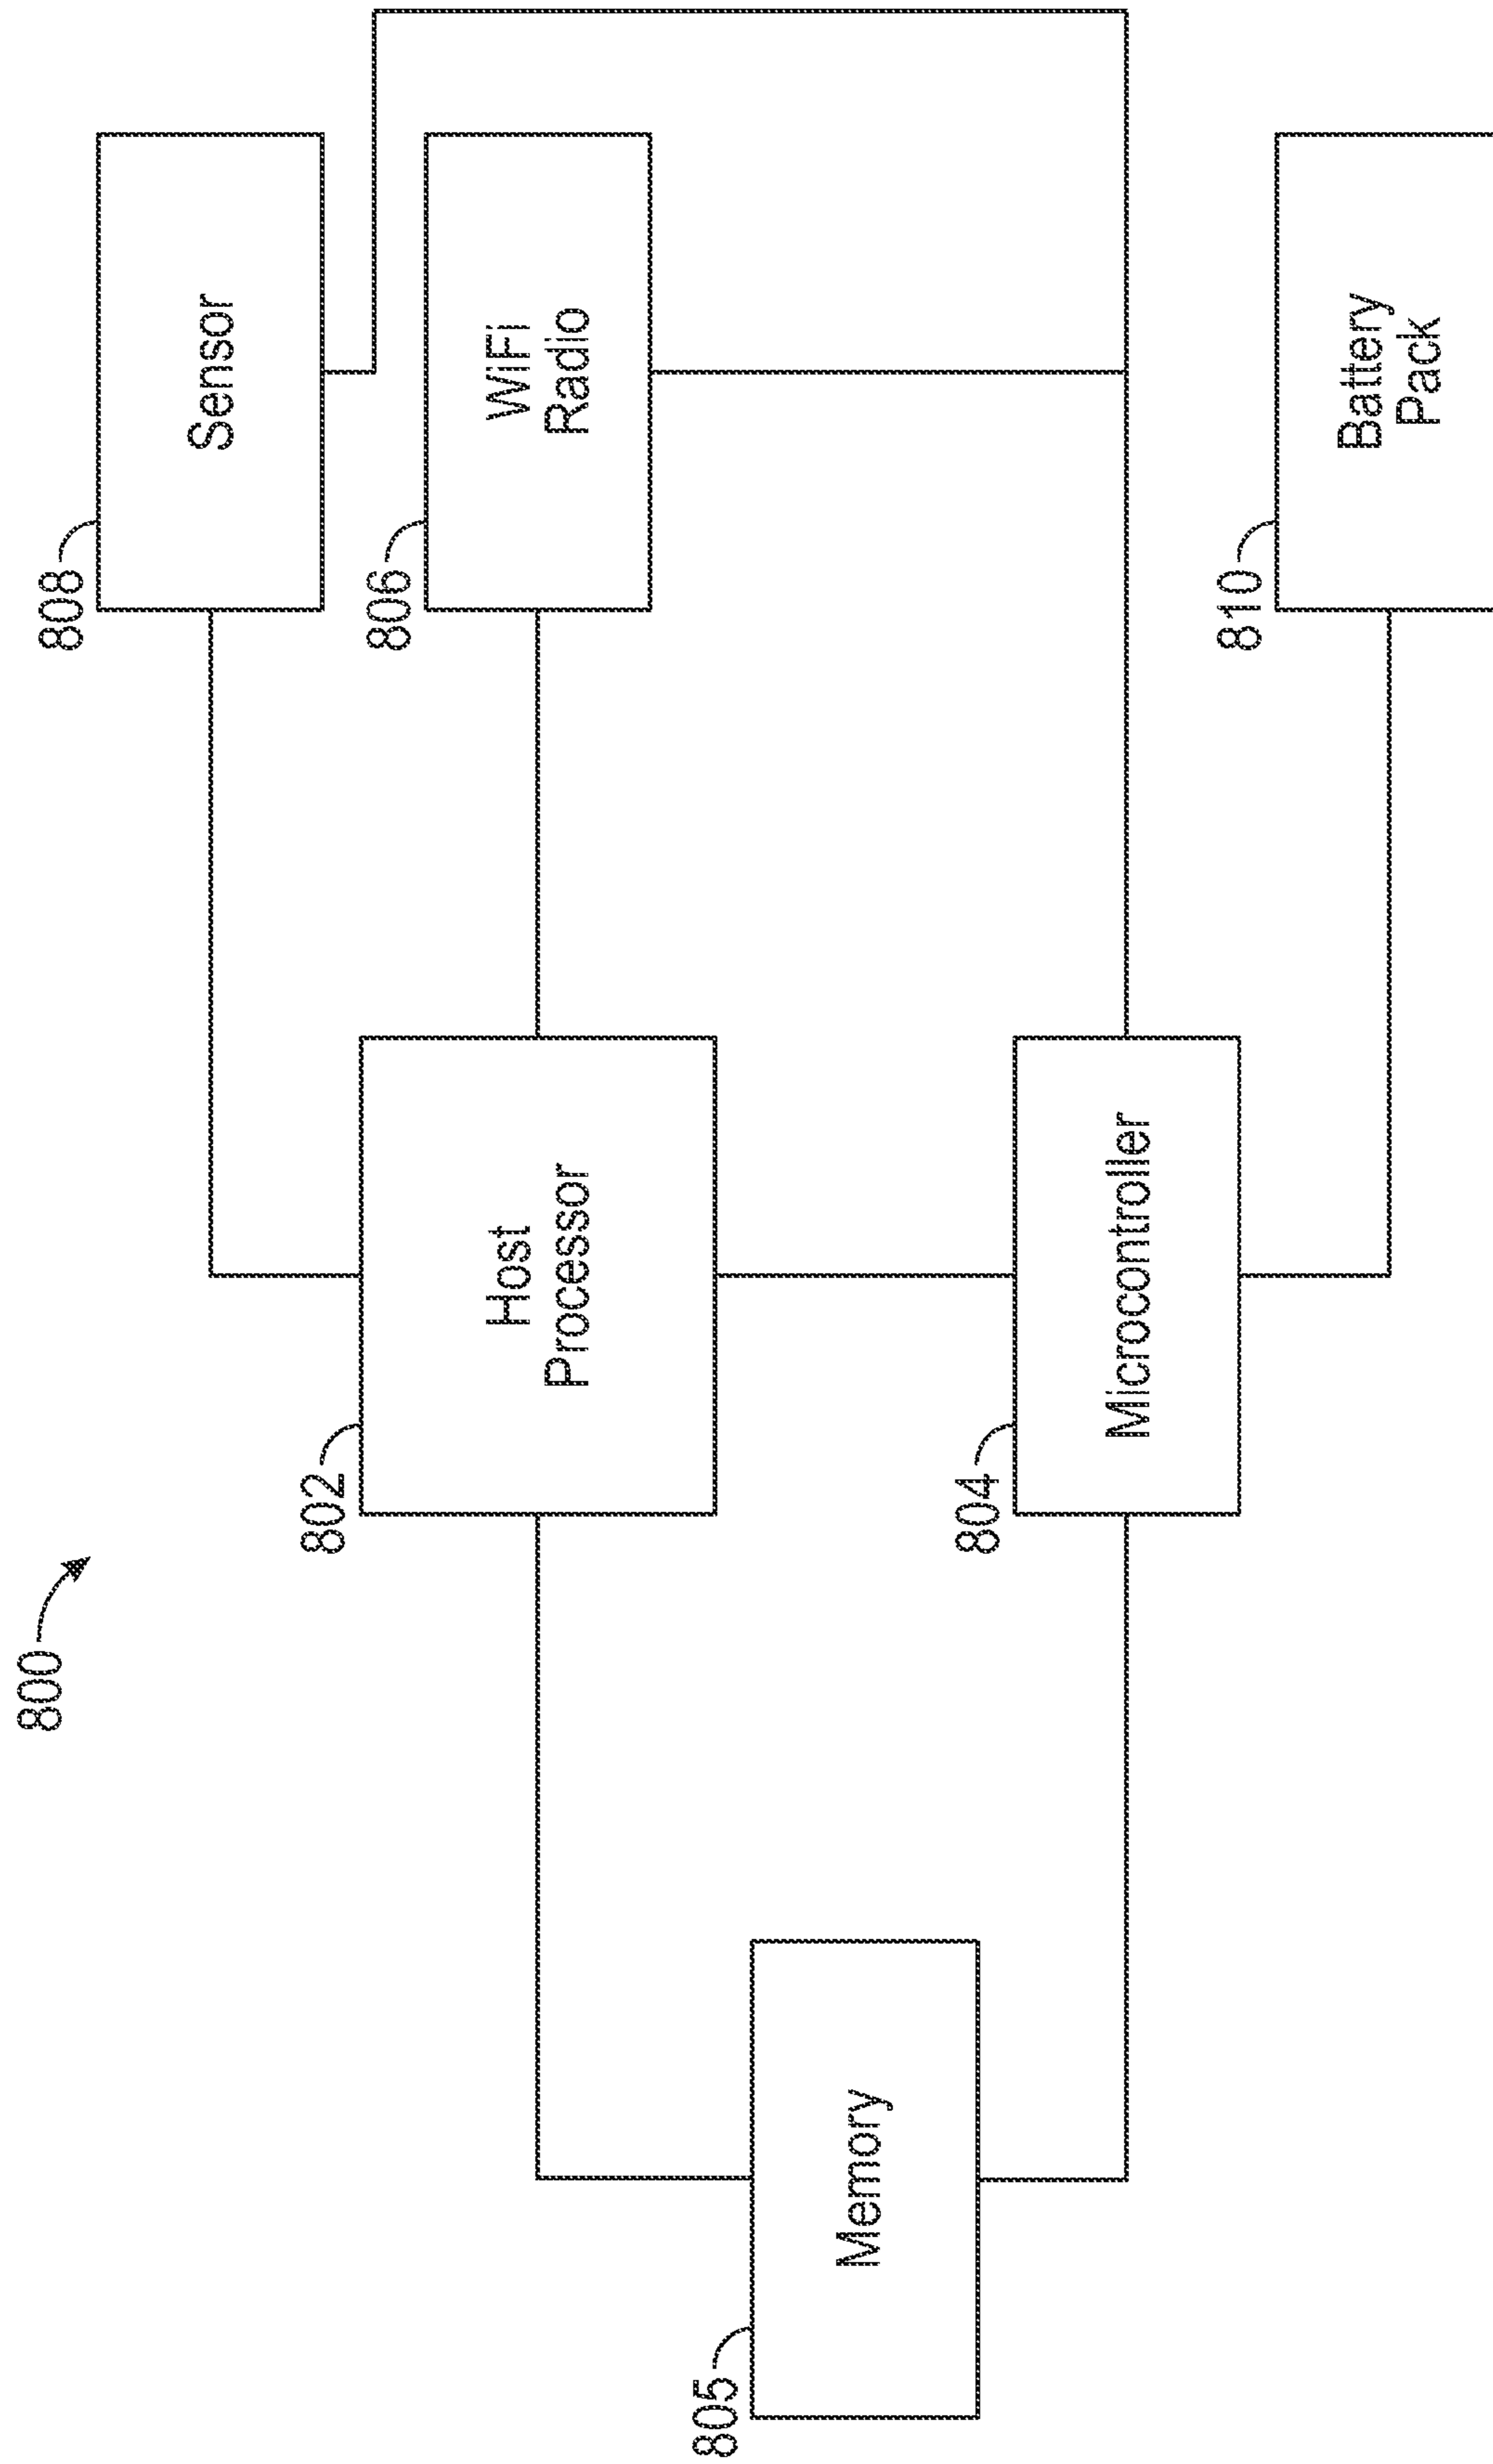 800
808
Sensor
802
Host
Processor
806
WiFi
Radio
805
Memory
804
Microcontroller
810
Battery
Pack